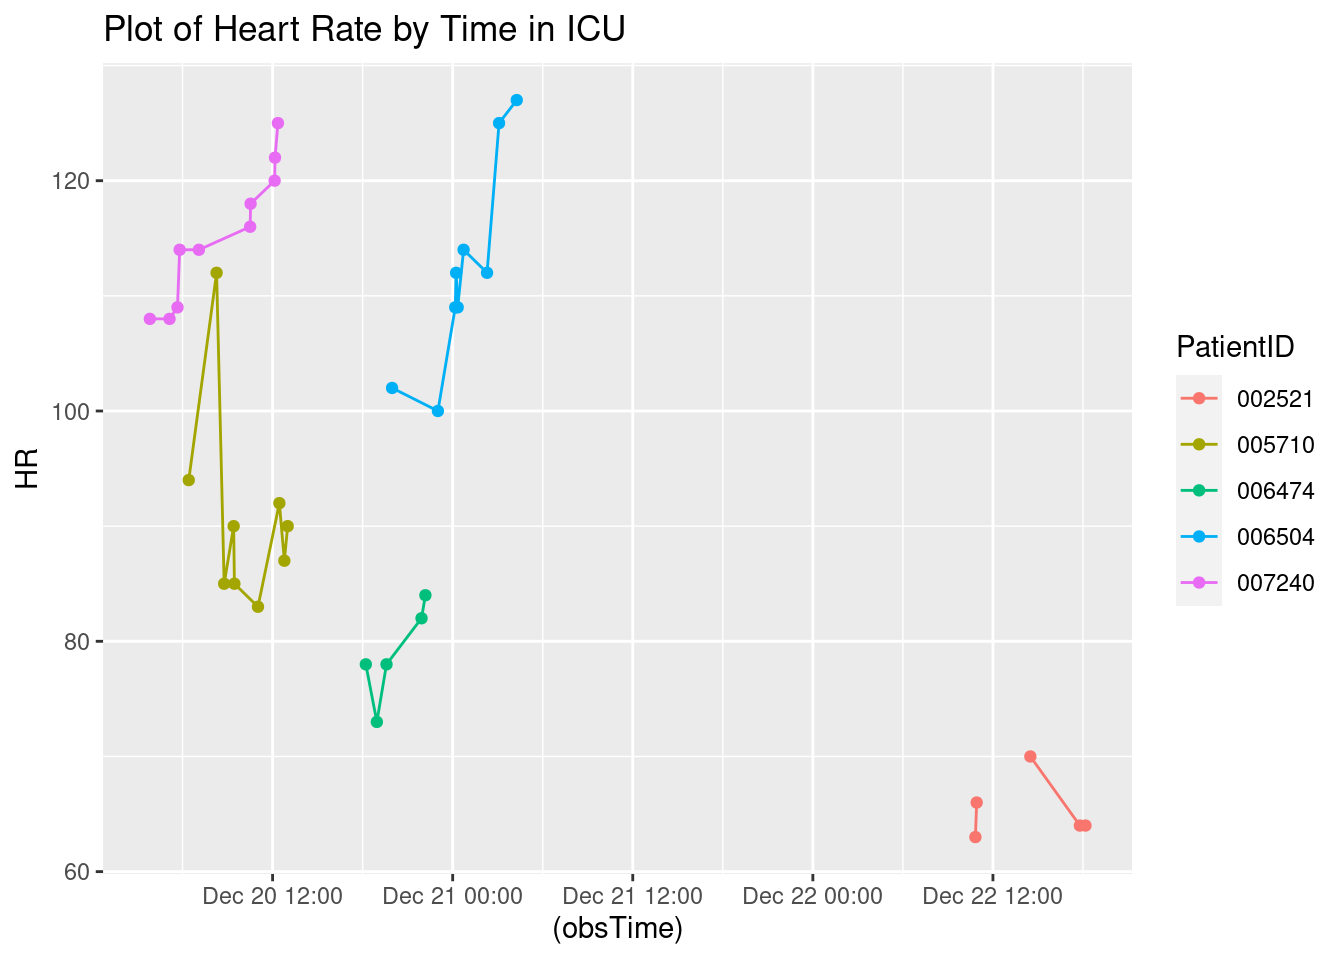 Plot of Heart Rate by Time in ICU
120
100
80
60
HR
Dec 20 12:00 Dec 21 00:00 Dec 21 12:00 Dec 22 00:00 Dec 22 12:00
(obsTime)
PatientID
002521
005710
006474
006504
007240